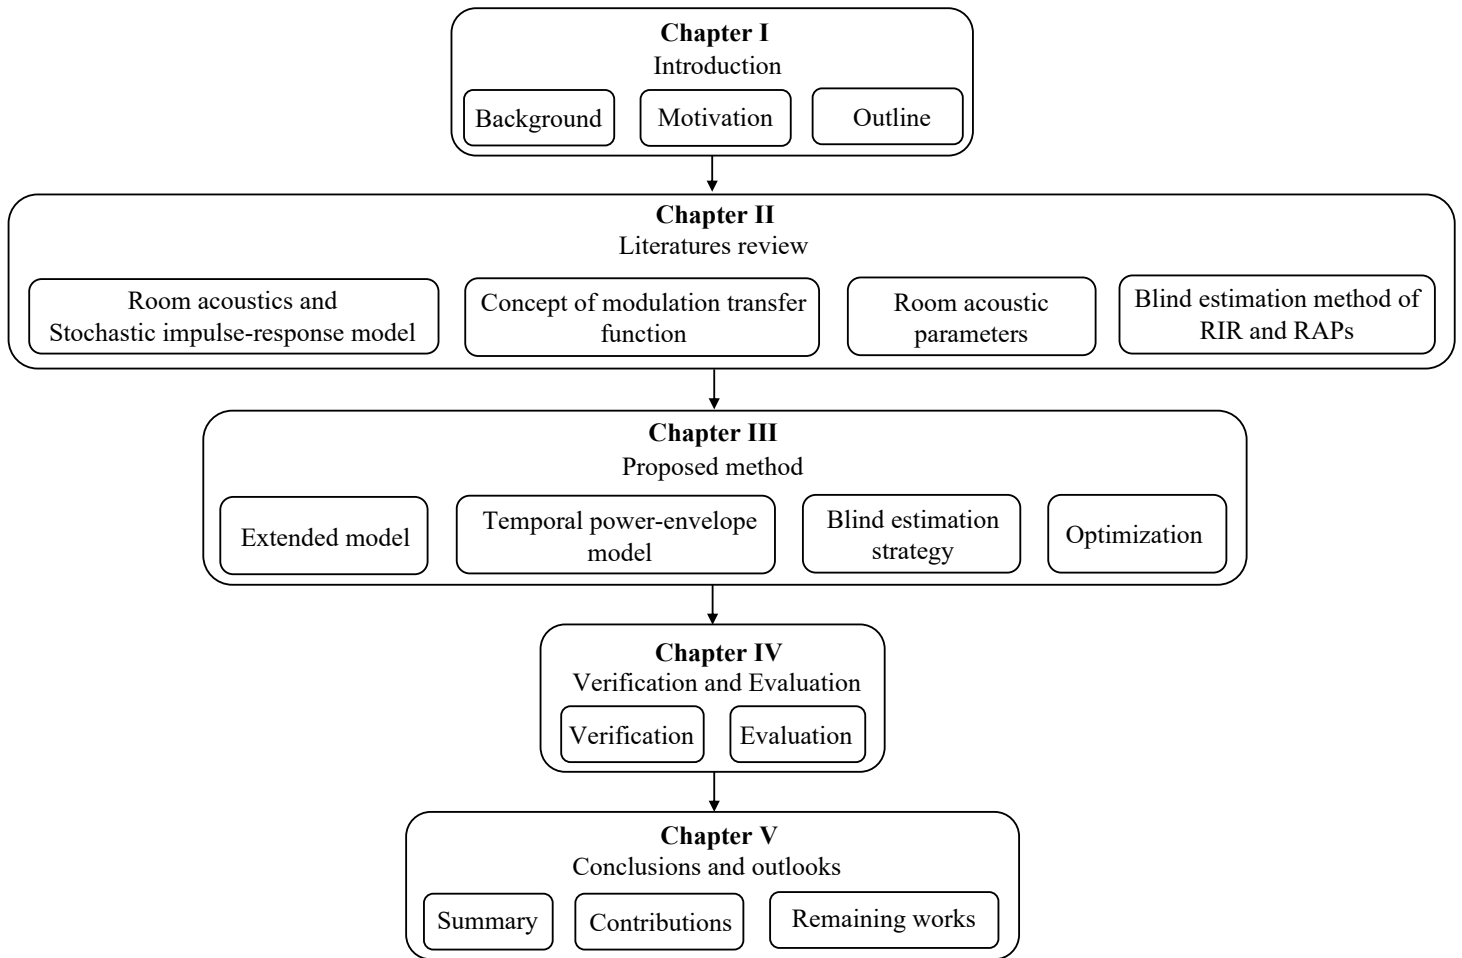 Chapter I
Introduction
Background
Motivation
Outline
Chapter II
Literatures review
Room acoustics and
Stochastic impulse-response model
Concept of modulation transfer
function
Room acoustic
parameters
Blind estimation method of
RIR and RAPs
Chapter III
Proposed method
Extended model
Temporal power-envelope
model
Blind estimation
strategy
Optimization
Chapter IV
Verification and Evaluation
Verification
Evaluation
Chapter V
Conclusions and outlooks
Summary
Contributions
Remaining works